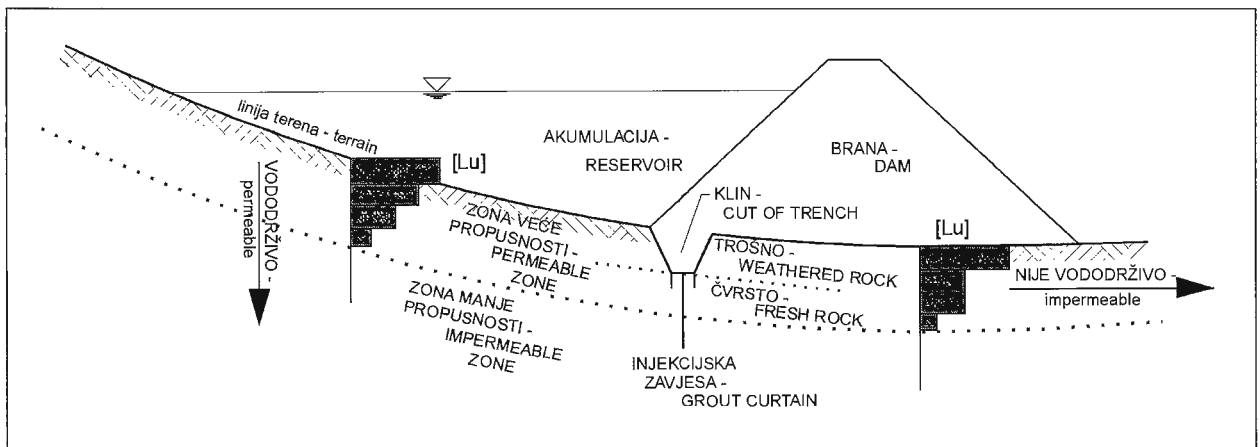 linija terena - terrain
VODODRŽIVO -
permeable
[Lu]
AKUMULACIJA -
RESERVOIR
BRANA -
DAM
KLIN -
CUT OF TRENCH
ZONA VEĆE
PROPUSNOSTI -
PERMEABLE
ZONE
ZONA MANJE
PROPUSNOSTI -
IMPERMEABLE
ZONE
TROŠNO -
WEATHERED ROCK
ČVRSTO -
FRESH ROCK
[Lu]
NIJE VODODRŽIVO -
impermeable
INJEKCIJSKA
ZAVJESA -
GROUT CURTAIN